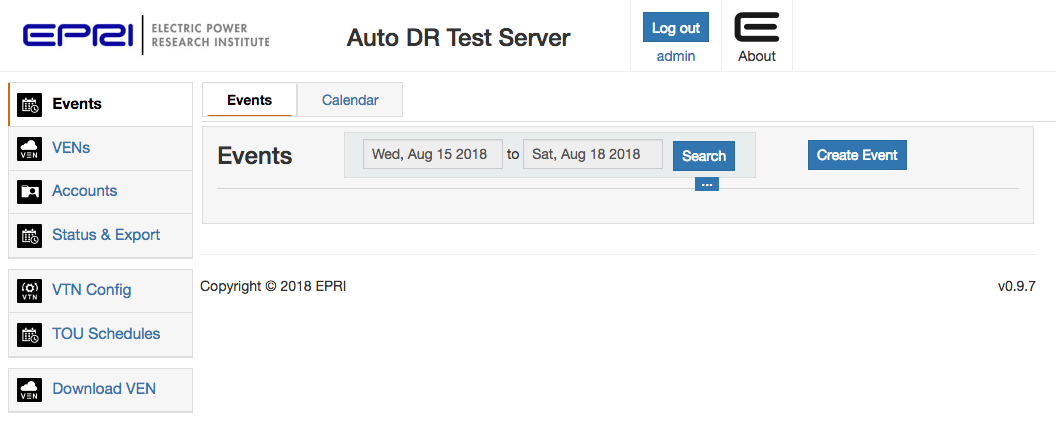 EPRI
ELECTRIC POWER
RESEARCH INSTITUTE
Auto DR Test Server
Log out
admin
About
Events
VENs
VEN
Accounts
Status & Export
VTN Config
VTN
TOU Schedules
Download VEN
VEN
Events
Calendar
Events
Wed, Aug 15 2018 to Sat, Aug 18 2018 Search
...
Create Event
Copyright © 2018 EPRI
v0.9.7